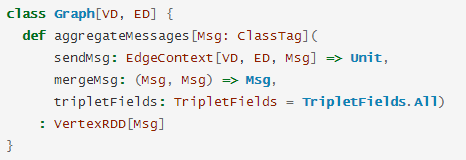 class Graph[VD, ED] {
  def aggregateMessages[Msg: ClassTag](
      sendMsg: EdgeContext[VD, ED, Msg] => Unit,
      mergeMsg: (Msg, Msg) => Msg,
      tripletFields: TripletFields = TripletFields.All)
    : VertexRDD[Msg]
}